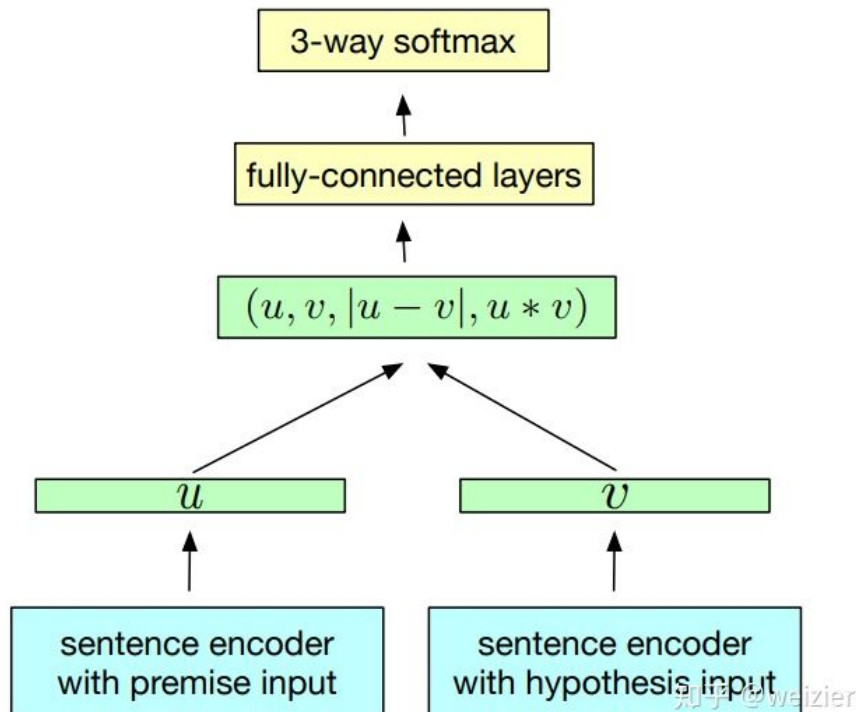 3-way softmax
fully-connected layers
(u, v, |u − v|, u ∗ v)
u
v
sentence encoder
with premise input
sentence encoder
with hypothesis input
知乎 @weizier